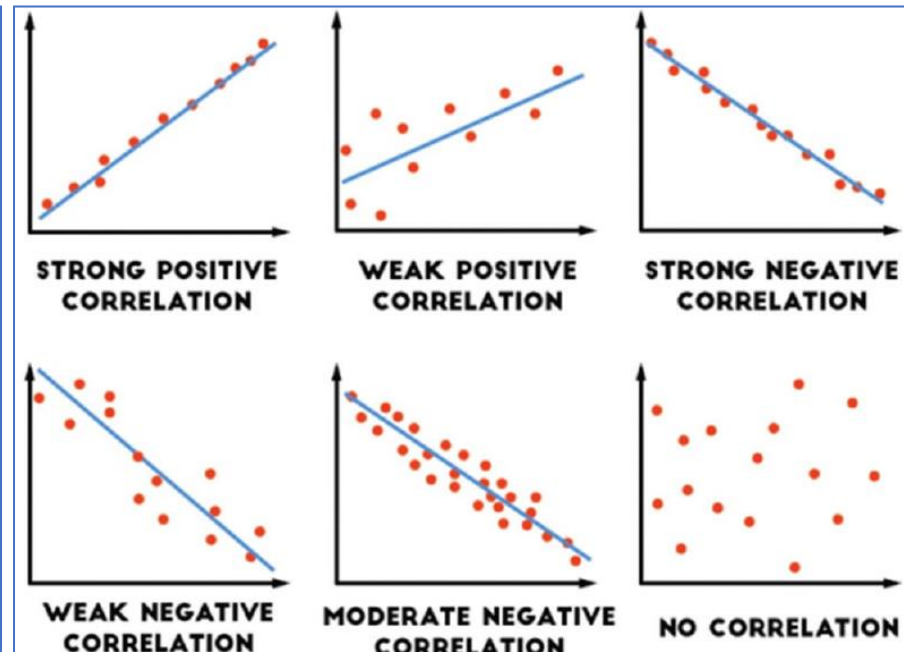 STRONG POSITIVE
CORRELATION
WEAK POSITIVE
CORRELATION
STRONG NEGATIVE
CORRELATION
WEAK NEGATIVE
CORRELATION
MODERATE NEGATIVE
CORRELATION
NO CORRELATION